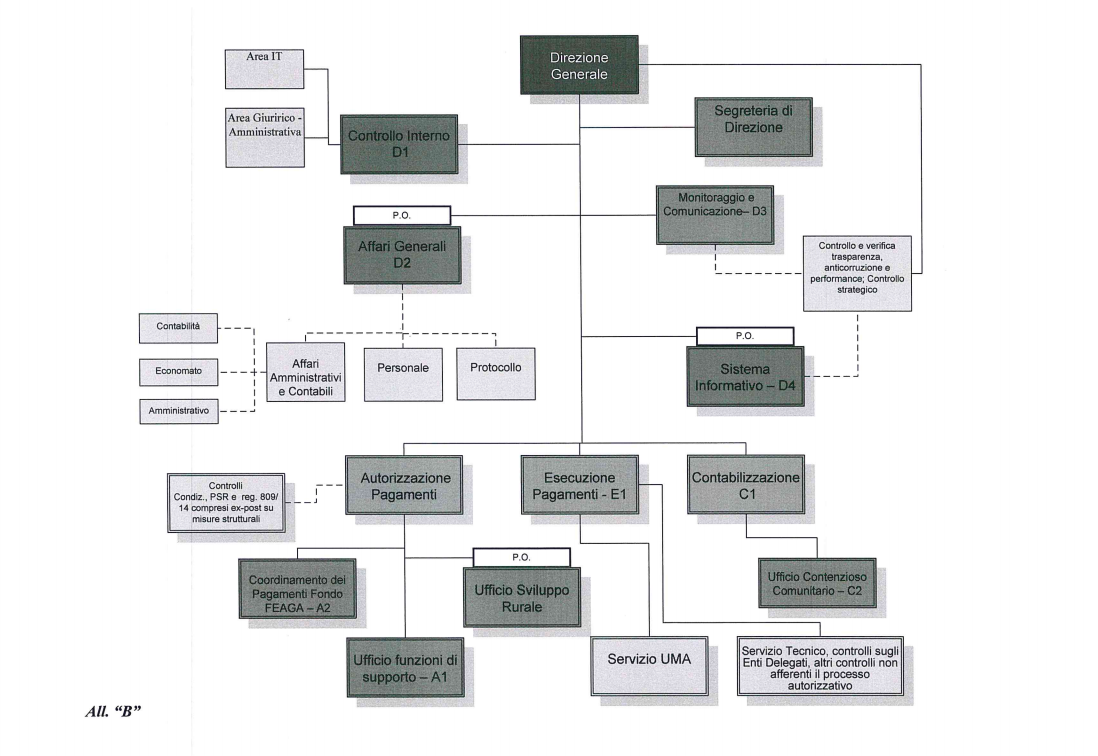 Direzione
Generale
Area IT
Area Giuririco -
Amministrativa
Controllo Interno
D1
Segreteria di
Direzione
Monitoraggio e
Comunicazione– D3
P.O.
Affari Generali
D2
Controllo e verifica
trasparenza,
anticorruzione e
performance; Controllo
strategico
Contabilità
Economato
Amministrativo
Affari
Amministrativi
e Contabili
Personale
Protocollo
P.O.
Sistema
Informativo – D4
Autorizzazione
Pagamenti
Esecuzione
Pagamenti - E1
Contabilizzazione
C1
Controlli
Condiz., PSR e reg. 809/
14 compresi ex-post su
misure strutturali
Coordinamento dei
Pagamenti Fondo
FEAGA – A2
P.O.
Ufficio Sviluppo
Rurale
Ufficio Contenzioso
Comunitario – C2
Ufficio funzioni di
supporto – A1
Servizio UMA
Servizio Tecnico, controlli sugli
Enti Delegati, altri controlli non
afferenti il processo
autorizzativo
All. “B”